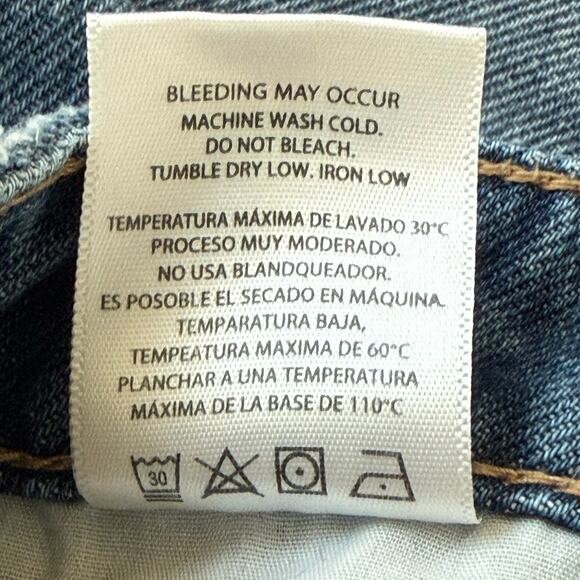 BLEEDING MAY OCCUR
MACHINE WASH COLD.
DO NOT BLEACH.
TUMBLE DRY LOW. IRON LOW
TEMPERATURA MÁXIMA DE LAVADO 30°C
PROCESO MUY MODERADO.
NO USA BLANDQUEADOR.
ES POSOBLE EL SECADO EN MÁQUINA.
TEMPARATURA BAJA,
TEMPEATURA MAXIMA DE 60°C
PLANCHAR A UNA TEMPERATURA
MÁXIMA DE LA BASE DE 110°C
30